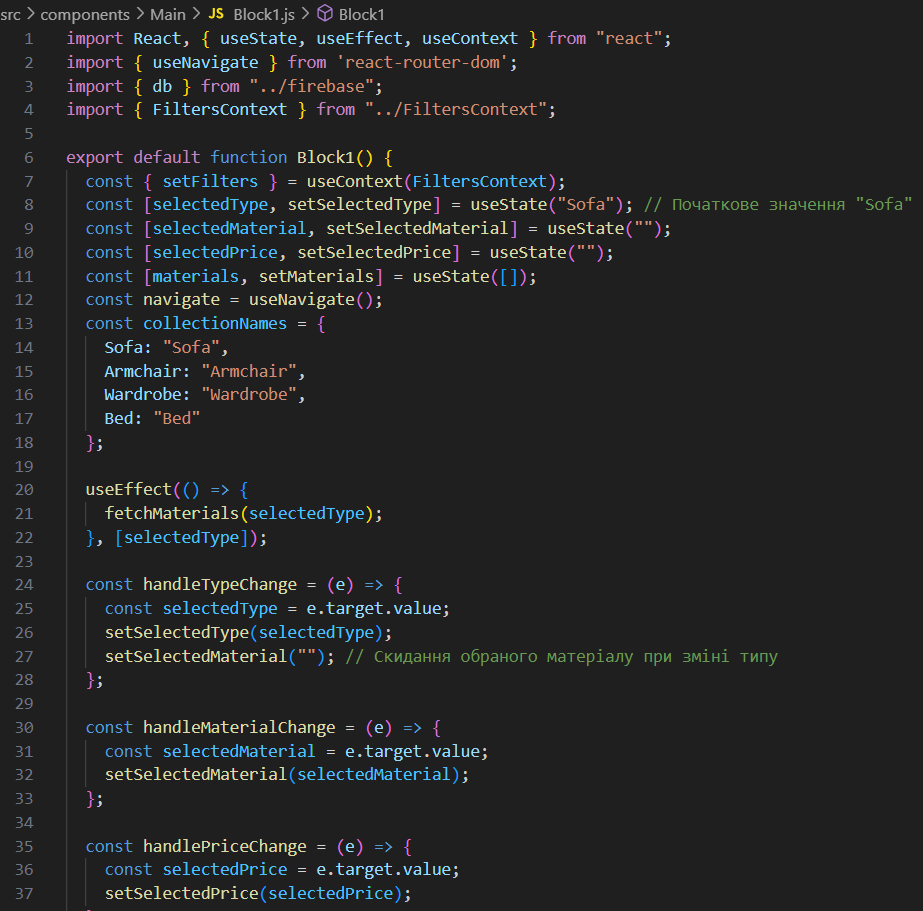 src > components > Main > JS Block1.js > Block1
1 import React, { useState, useEffect, useContext } from "react";
2 import { useNavigate } from 'react-router-dom';
3 import { db } from "../firebase";
4 import { FiltersContext } from "../FiltersContext";
5
6 export default function Block1() {
7 const { setFilters } = useContext(FiltersContext);
8 const [selectedType, setSelectedType] = useState("Sofa"); // Початкове значення "Sofa"
9 const [selectedMaterial, setSelectedMaterial] = useState("");
10 const [selectedPrice, setSelectedPrice] = useState("");
11 const [materials, setMaterials] = useState([]);
12 const navigate = useNavigate();
13 const collectionNames = {
14 Sofa: "Sofa",
15 Armchair: "Armchair",
16 Wardrobe: "Wardrobe",
17 Bed: "Bed"
18 };
19
20 useEffect(() => {
21 fetchMaterials(selectedType);
22 }, [selectedType]);
23
24 const handleTypeChange = (e) => {
25 const selectedType = e.target.value;
26 setSelectedType(selectedType);
27 setSelectedMaterial(""); // Скидання обраного матеріалу при зміні типу
28 };
29
30 const handleMaterialChange = (e) => {
31 const selectedMaterial = e.target.value;
32 setSelectedMaterial(selectedMaterial);
33 };
34
35 const handlePriceChange = (e) => {
36 const selectedPrice = e.target.value;
37 setSelectedPrice(selectedPrice);